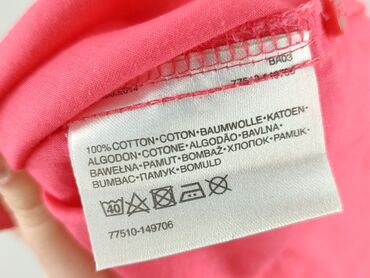 BA03
100% COTTON•COTON•BAUMWOLLE•KATOEN•
ALGODON•COTONE•ALGODÃO•BAVLNA•
BAWEŁNA•PAMUT•BOMBAŽ•ХЛОПОК•PAMUK•
BUMBAC•ПАМУК•BOMULD
40
77510-149706